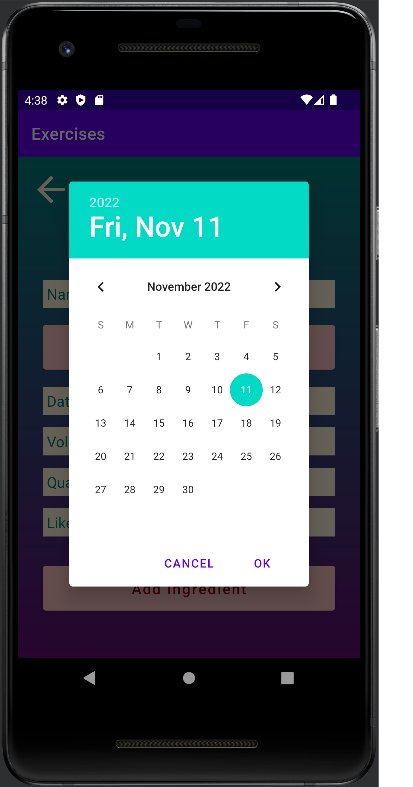 4:38
Exercises
2022
Fri, Nov 11
November 2022
S M T W T F S
1 2 3 4 5
6 7 8 9 10 11 12
13 14 15 16 17 18 19
20 21 22 23 24 25 26
27 28 29 30
Nar
Dat
Vol
Qua
Like
CANCEL OK
Add Ingredient